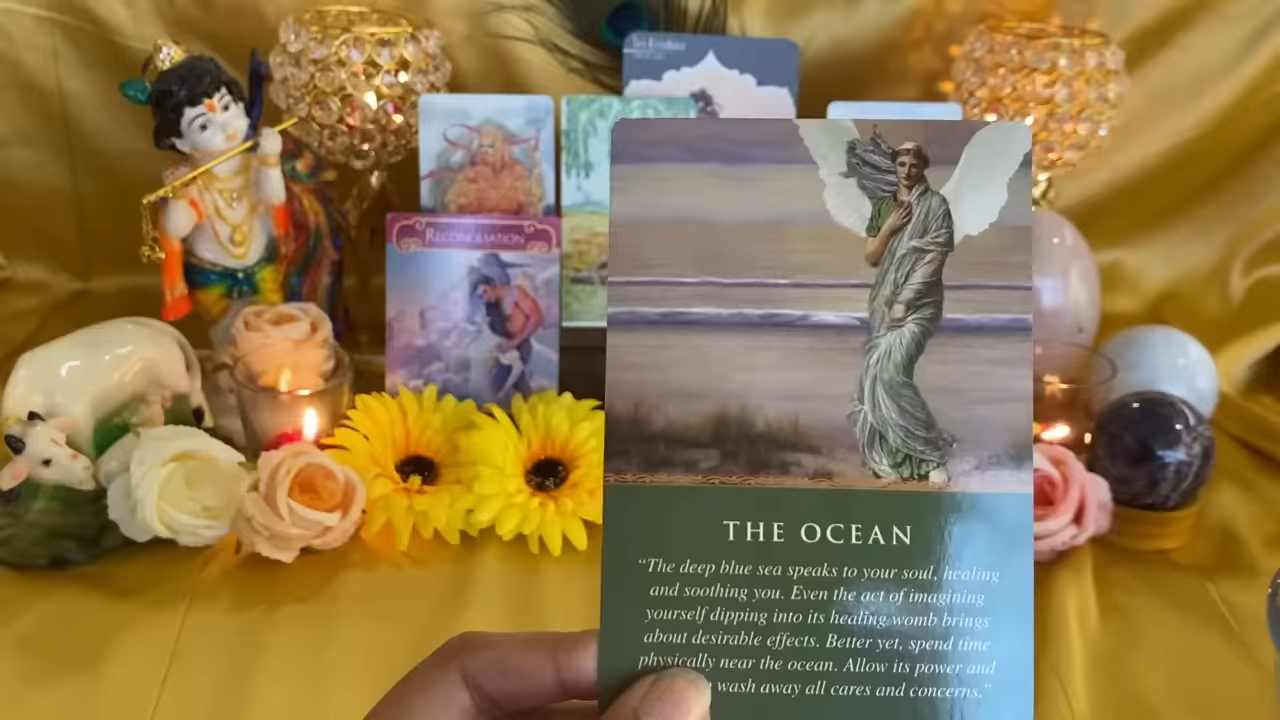 Sri Krishna
RECONCILIATION
THE OCEAN
“The deep blue sea speaks to your soul, healing
and soothing you. Even the act of imagining
yourself dipping into its healing womb brings
about desirable effects. Better yet, spend time
physically near the ocean. Allow its power and
wash away all cares and concerns.”